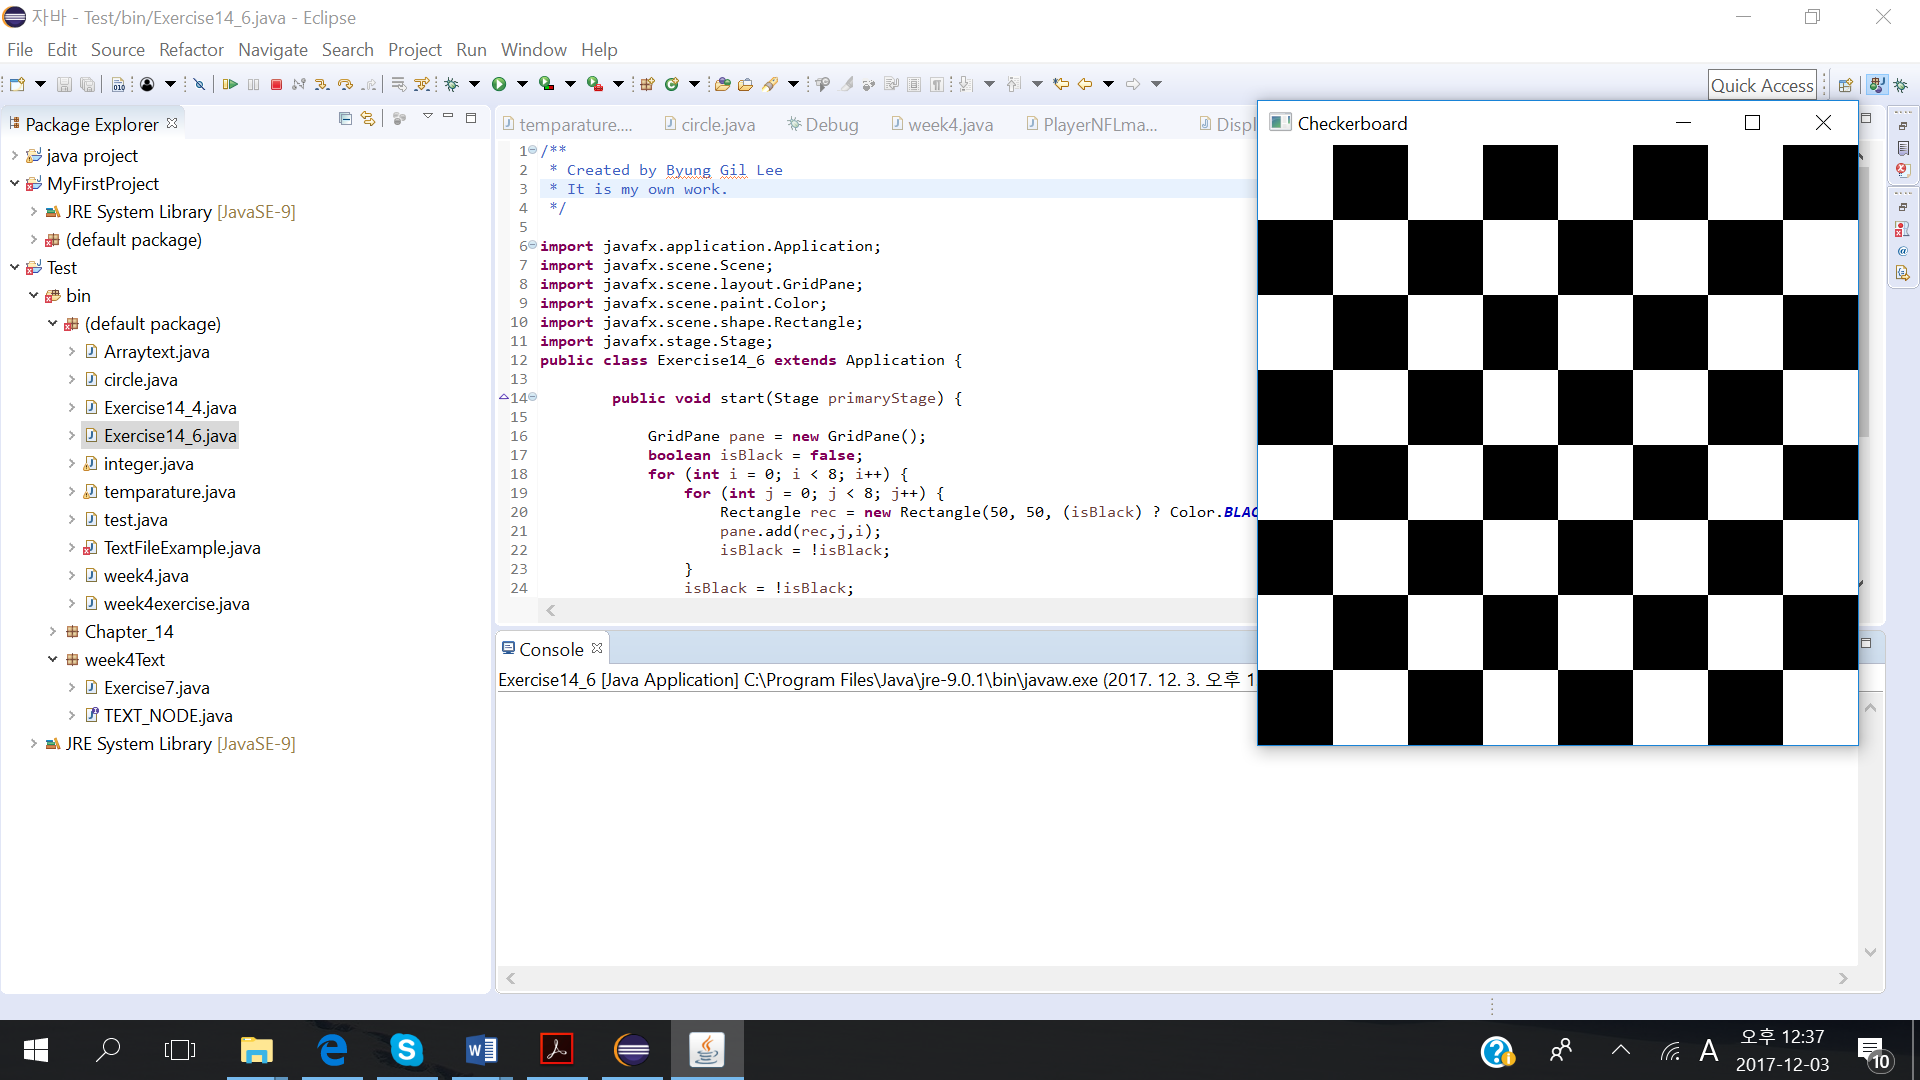 자바 - Test/bin/Exercise14_6.java - Eclipse
File Edit Source Refactor Navigate Search Project Run Window Help
Quick Access
Package Explorer
java project
MyFirstProject
JRE System Library [JavaSE-9]
(default package)
Test
bin
(default package)
Arraytext.java
circle.java
Exercise14_4.java
Exercise14_6.java
integer.java
temparature.java
test.java
TextFileExample.java
week4.java
week4exercise.java
Chapter_14
week4Text
Exercise7.java
TEXT_NODE.java
JRE System Library [JavaSE-9]
temparature.... circle.java Debug week4.java PlayerNFLma... Displ
1 /**
2 * Created by Byung Gil Lee
3 * It is my own work.
4 */
5
6 import javafx.application.Application;
7 import javafx.scene.Scene;
8 import javafx.scene.layout.GridPane;
9 import javafx.scene.paint.Color;
10 import javafx.scene.shape.Rectangle;
11 import javafx.stage.Stage;
12 public class Exercise14_6 extends Application {
13
14 public void start(Stage primaryStage) {
15
16 GridPane pane = new GridPane();
17 boolean isBlack = false;
18 for (int i = 0; i < 8; i++) {
19 for (int j = 0; j < 8; j++) {
20 Rectangle rec = new Rectangle(50, 50, (isBlack) ? Color.BLAC
21 pane.add(rec,j,i);
22 isBlack = !isBlack;
23 }
24 isBlack = !isBlack;
Checkerboard
Console
Exercise14_6 [Java Application] C:\Program Files\Java\jre-9.0.1\bin\javaw.exe (2017. 12. 3. 오후 1
A
오후 12:37
2017-12-03
10